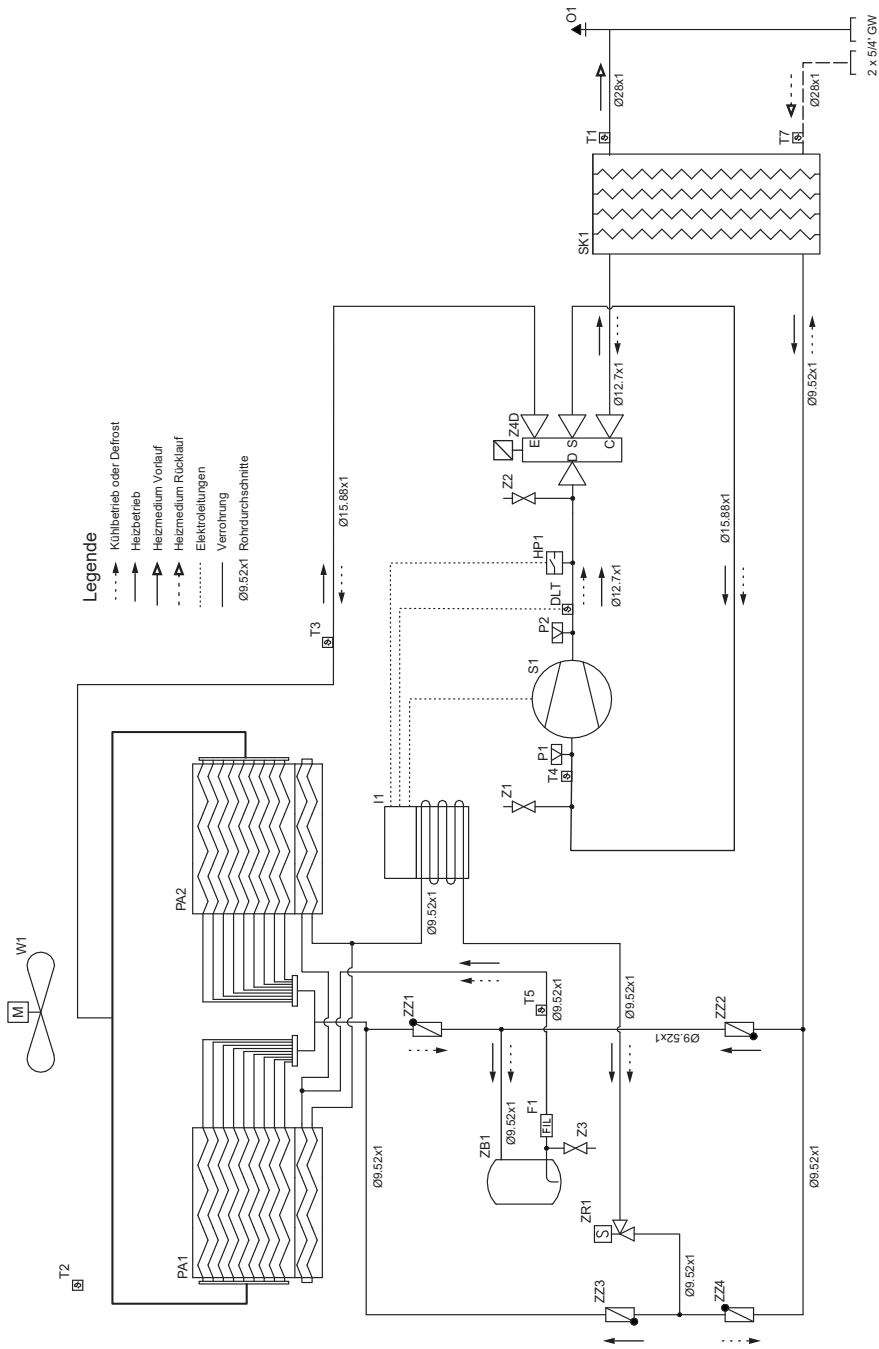 Legende
Kühlbetrieb oder Defrost
Heizbetrieb
Heizmedium Vorlauf
Heizmedium Rücklauf
Elektroleitungen
Verrohrung
Ø9.52x1 Rohrdurchschnitte
T2
M
W1
PA1
PA2
T3
Ø15.88x1
Ø9.52x1
ZZ1
I1
Ø9.52x1
ZB1
Ø9.52x1
F1
FIL
Z3
T5
Ø9.52x1
Z1
T4
P1
S1
P2
DLT
HP1
Ø12.7x1
Z2
Z4D
D
E
S
C
Ø12.7x1
SK1
T1
Ø28x1
O1
T7
Ø28x1
2 x 5/4' GW
ZR1
S
Ø9.52x1
ZZ3
Ø9.52x1
ZZ4
Ø9.52x1
ZZ2
Ø9.52x1
Ø15.88x1
Ø9.52x1